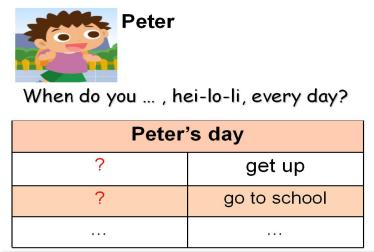 Peter
When do you ... , hei-lo-li, every day?
Peter's day
? get up
? go to school
... ...